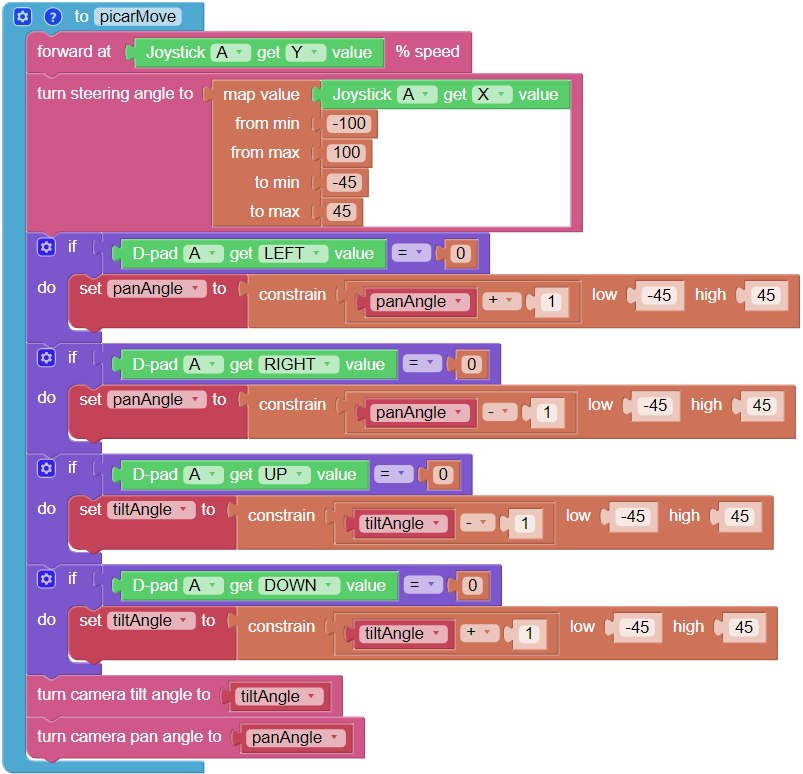 ? to picarMove
forward at Joystick A get Y value % speed
turn steering angle to map value Joystick A get X value
from min -100
from max 100
to min -45
to max 45
if D-pad A get LEFT value = 0
do set panAngle to constrain panAngle + 1 low -45 high 45
if D-pad A get RIGHT value = 0
do set panAngle to constrain panAngle - 1 low -45 high 45
if D-pad A get UP value = 0
do set tiltAngle to constrain tiltAngle - 1 low -45 high 45
if D-pad A get DOWN value = 0
do set tiltAngle to constrain tiltAngle + 1 low -45 high 45
turn camera tilt angle to tiltAngle
turn camera pan angle to panAngle